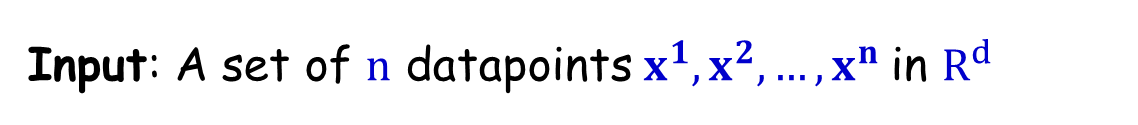 Input: A set of n datapoints x¹, x², …, xⁿ in Rᵈ